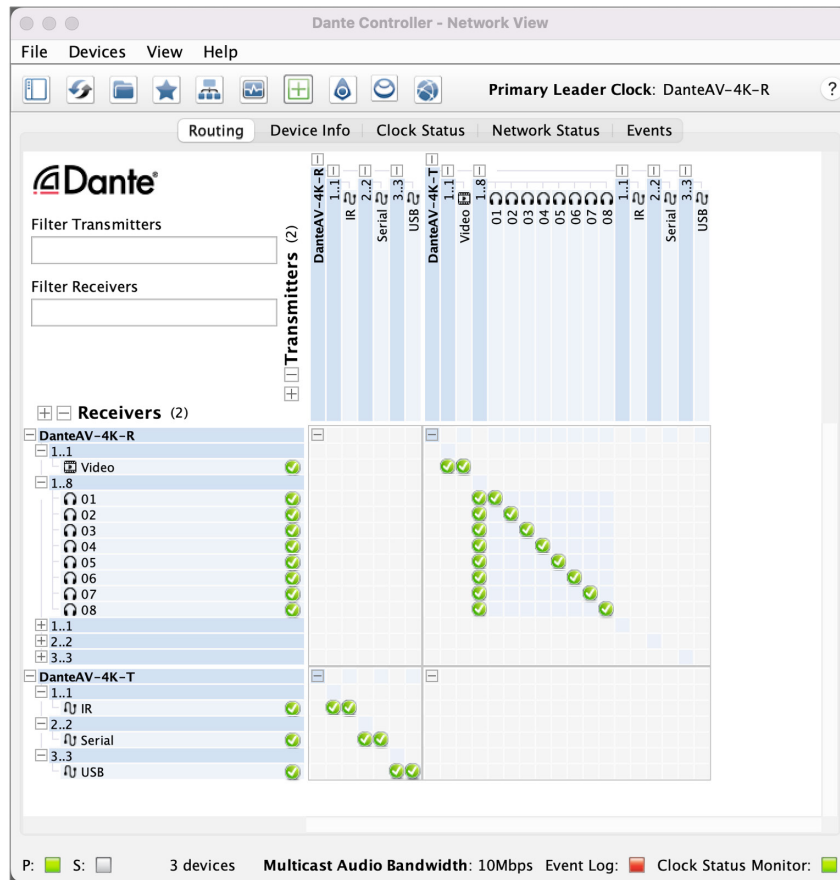 Dante Controller - Network View
File Devices View Help
Primary Leader Clock: DanteAV-4K-R ?
Routing Device Info Clock Status Network Status Events
Dante®
Filter Transmitters
Filter Receivers
Transmitters (2)
DanteAV-4K-R
1..1
IR
2..2
Serial
3..3
USB
DanteAV-4K-T
1..1
Video
1..8
01
02
03
04
05
06
07
08
1..1
IR
2..2
Serial
3..3
USB
Receivers (2)
DanteAV-4K-R
1..1
Video
1..8
01
02
03
04
05
06
07
08
1..1
2..2
3..3
DanteAV-4K-T
1..1
IR
2..2
Serial
3..3
USB
P: S: 3 devices Multicast Audio Bandwidth: 10Mbps Event Log: Clock Status Monitor: